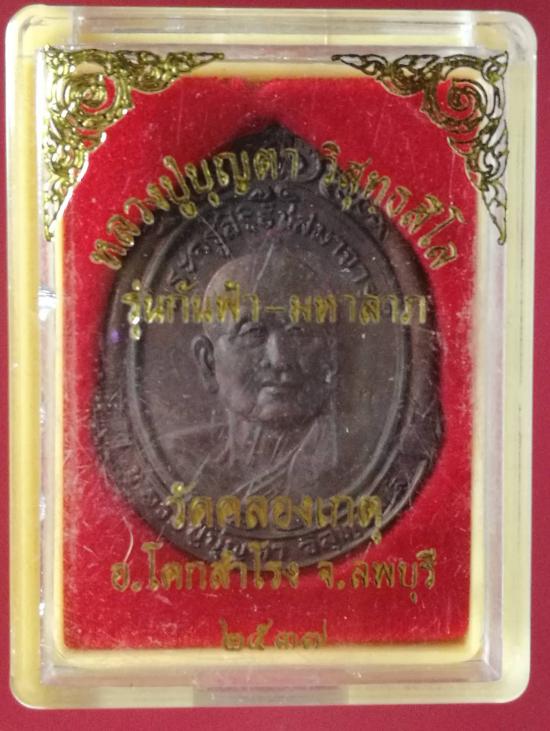 หลวงปู่บุญตา วิสุทธสีโล
รุ่นกันฟ้า-มหาลาภ
วัดคลองเกตุ
อ.โคกสำโรง จ.ลพบุรี
๒๕๓๗